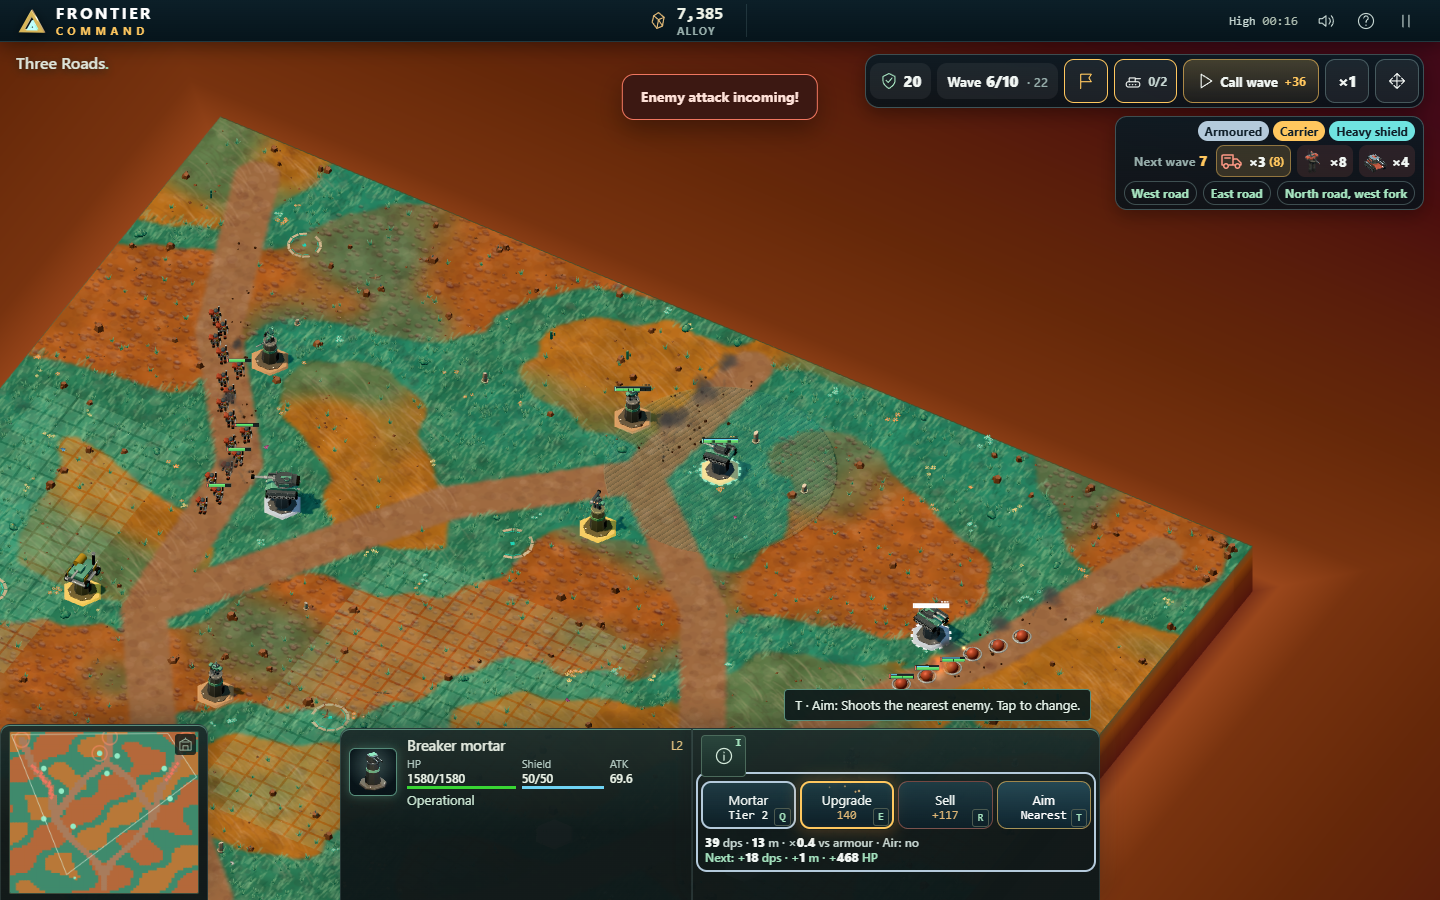 FRONTIER
COMMAND
7,385
ALLOY
High 00:16
Three Roads.
Enemy attack incoming!
20
Wave 6/10 · 22
0/2
Call wave +36
×1
Armoured
Carrier
Heavy shield
Next wave 7
×3 (8)
×8
×4
West road
East road
North road, west fork
T · Aim: Shoots the nearest enemy. Tap to change.
Breaker mortar
L2
HP
Shield
ATK
1580/1580
50/50
69.6
Operational
I
Mortar
Tier 2
Q
Upgrade
140
E
Sell
+117
R
Aim
Nearest
T
39 dps · 13 m · ×0.4 vs armour · Air: no
Next: +18 dps · +1 m · +468 HP